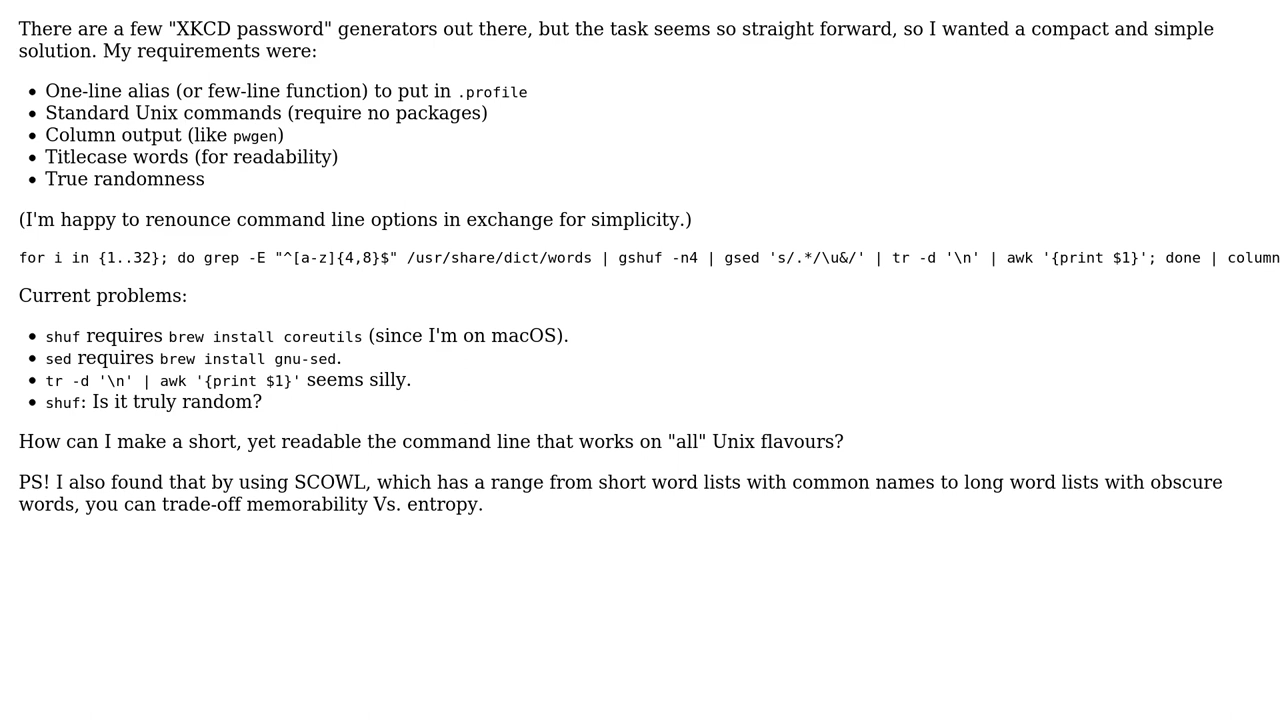 There are a few "XKCD password" generators out there, but the task seems so straight forward, so I wanted a compact and simple
solution. My requirements were:
• One-line alias (or few-line function) to put in .profile
• Standard Unix commands (require no packages)
• Column output (like pwgen)
• Titlecase words (for readability)
• True randomness
(I'm happy to renounce command line options in exchange for simplicity.)
for i in {1..32}; do grep -E "^[a-z]{4,8}$" /usr/share/dict/words | gshuf -n4 | gsed 's/.*/\u&/' | tr -d '\n' | awk '{print $1}'; done | column
Current problems:
• shuf requires brew install coreutils (since I'm on macOS).
• sed requires brew install gnu-sed.
• tr -d '\n' | awk '{print $1}' seems silly.
• shuf: Is it truly random?
How can I make a short, yet readable the command line that works on "all" Unix flavours?
PS! I also found that by using SCOWL, which has a range from short word lists with common names to long word lists with obscure
words, you can trade-off memorability Vs. entropy.